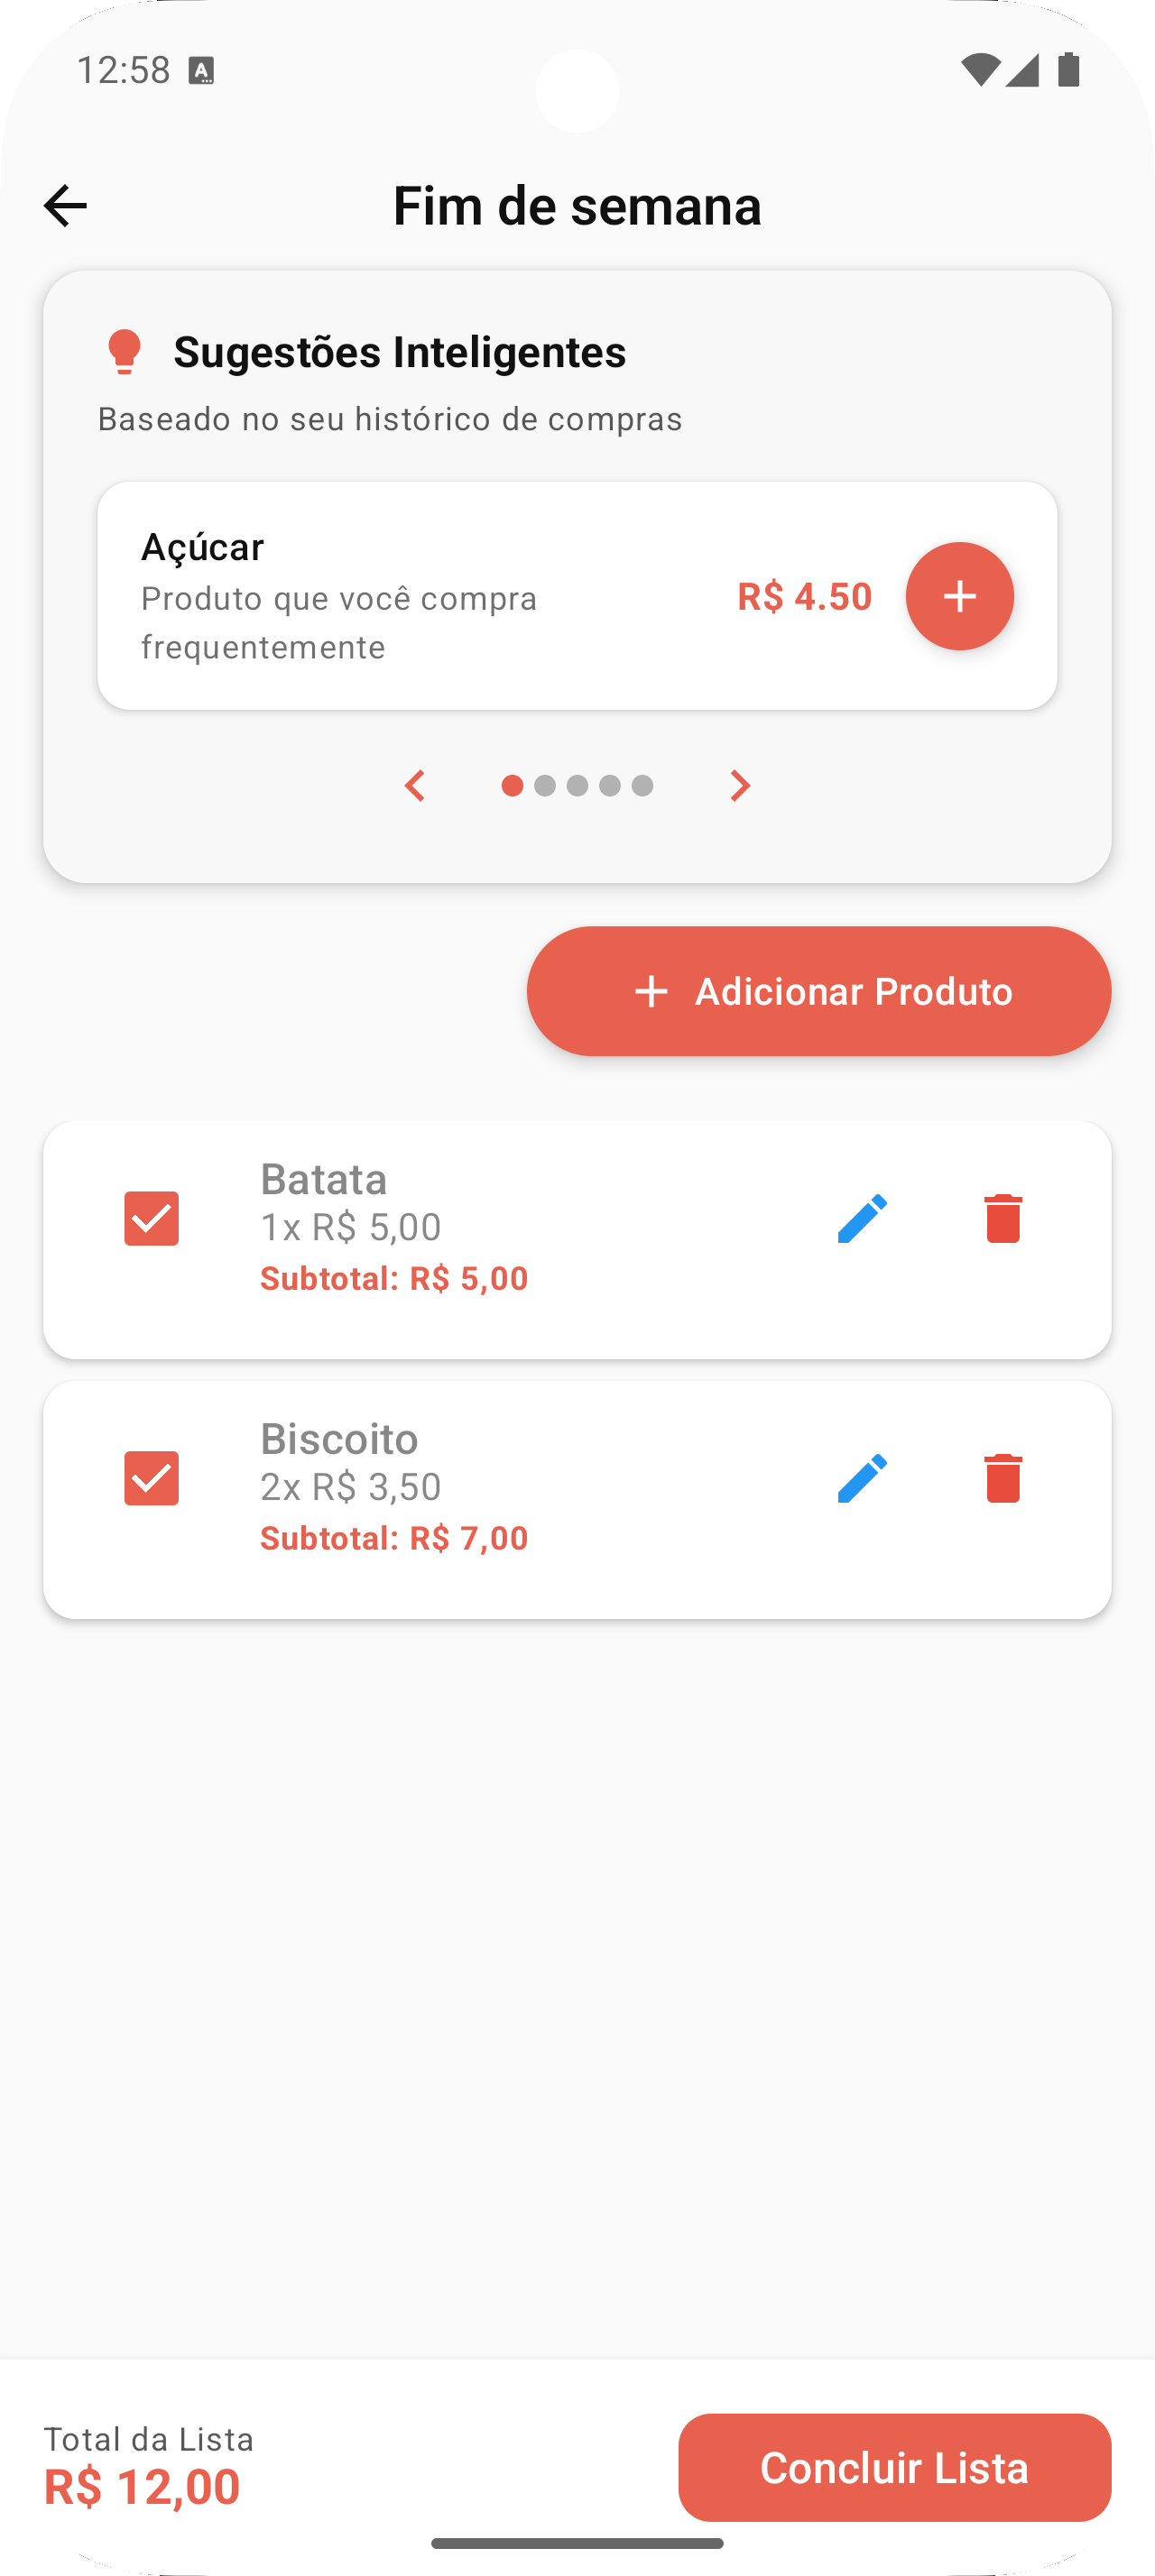 12:58
Fim de semana
Sugestões Inteligentes
Baseado no seu histórico de compras
Açúcar
Produto que você compra
frequentemente
R$ 4.50
Adicionar Produto
Batata
1x R$ 5,00
Subtotal: R$ 5,00
Biscoito
2x R$ 3,50
Subtotal: R$ 7,00
Total da Lista
R$ 12,00
Concluir Lista